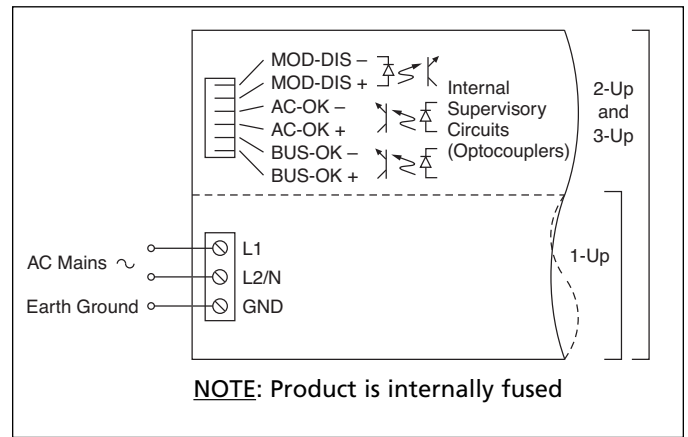 MOD-DIS –
MOD-DIS +
AC-OK –
AC-OK +
BUS-OK –
BUS-OK +
Internal
Supervisory
Circuits
(Optocouplers)
2-Up
and
3-Up
1-Up
AC Mains ~
Earth Ground
L1
L2/N
GND
NOTE: Product is internally fused